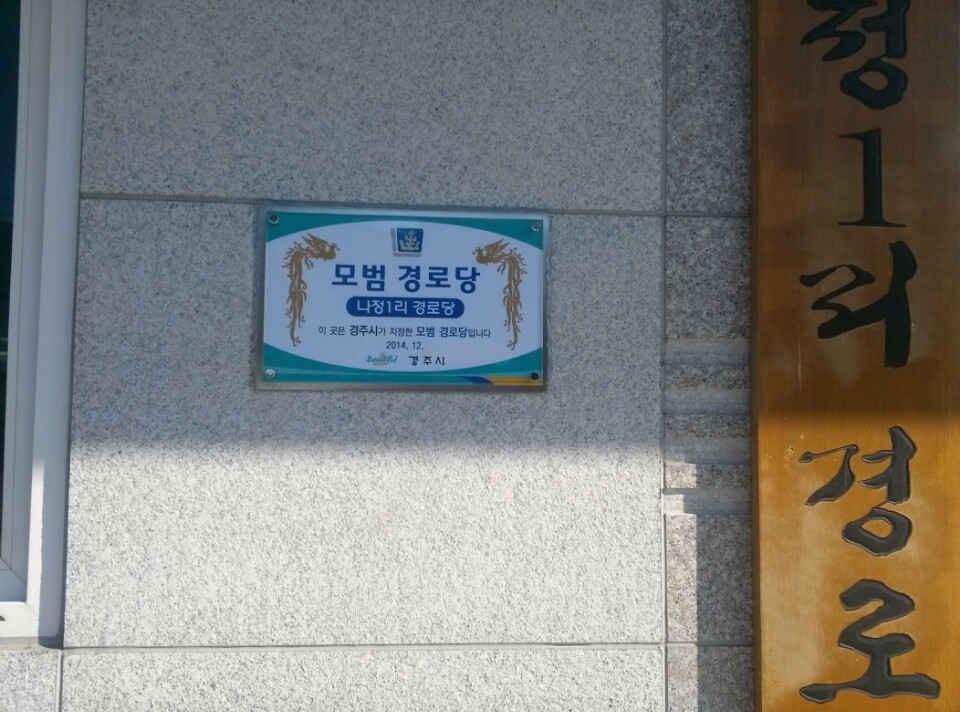 모범 경로당
나정1리 경로당
이 곳은 경주시가 지정한 모범 경로당입니다
2014. 12.
Beautiful
경주시
정1리 경로